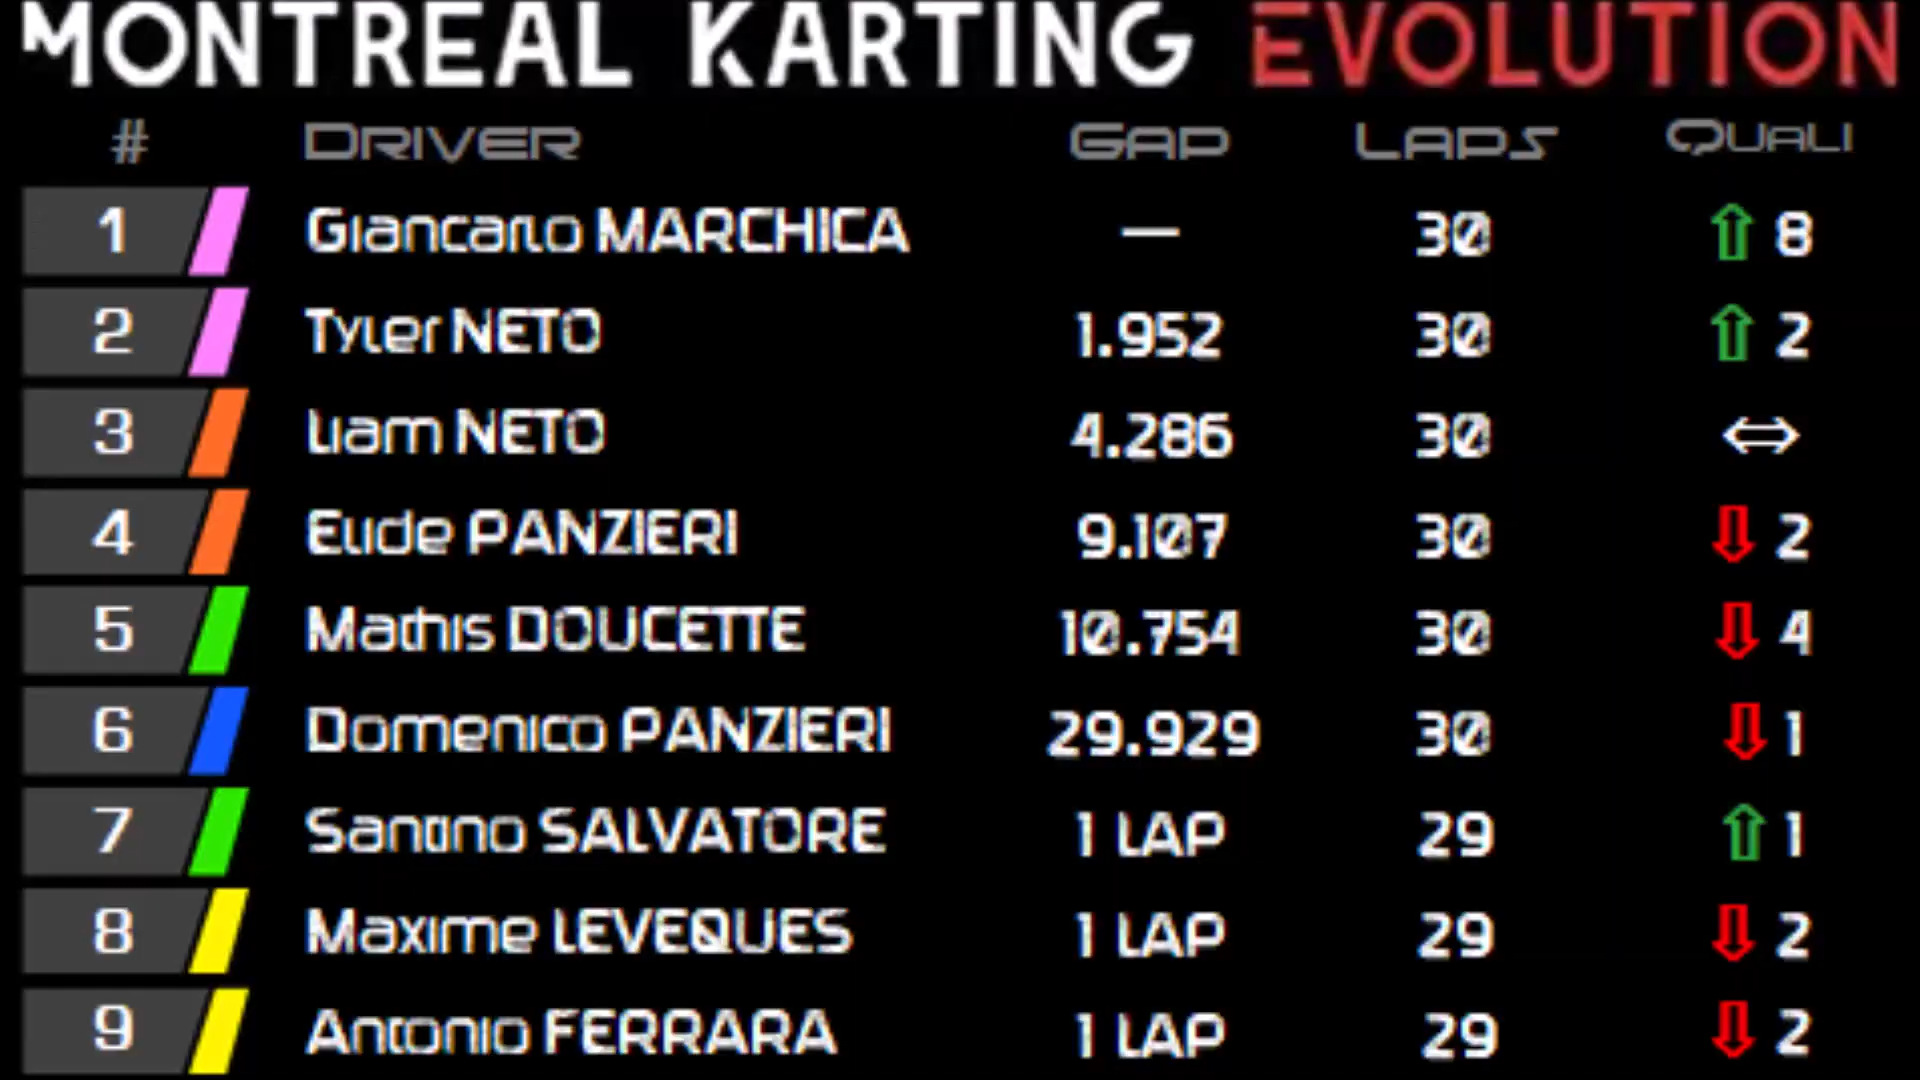 MONTREAL KARTING EVOLUTION
# DRIVER GAP LAPS QUALI
1 Giancarlo MARCHICA — 30 ⇧ 8
2 Tyler NETO 1.952 30 ⇧ 2
3 Liam NETO 4.286 30 ⇔
4 Elide PANZIERI 9.107 30 ⇩ 2
5 Mathis DOUCETTE 10.754 30 ⇩ 4
6 Domenico PANZIERI 29.929 30 ⇩ 1
7 Santino SALVATORE 1 LAP 29 ⇧ 1
8 Maxime LEVEQUES 1 LAP 29 ⇩ 2
9 Antonio FERRARA 1 LAP 29 ⇩ 2